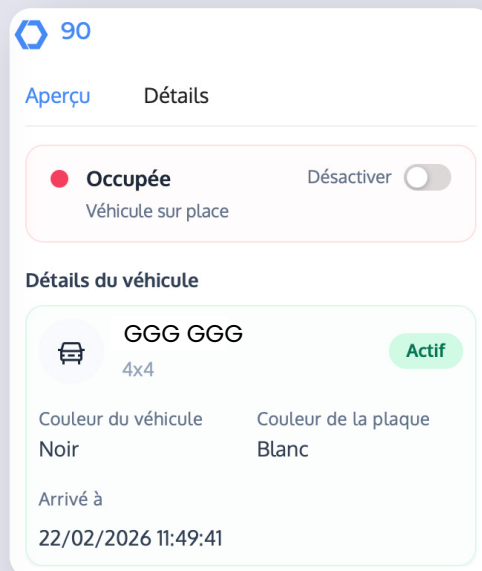 90
Aperçu Détails
Occupée Désactiver
Véhicule sur place
Détails du véhicule
GGG GGG Actif
4x4
Couleur du véhicule Couleur de la plaque
Noir Blanc
Arrivé à
22/02/2026 11:49:41